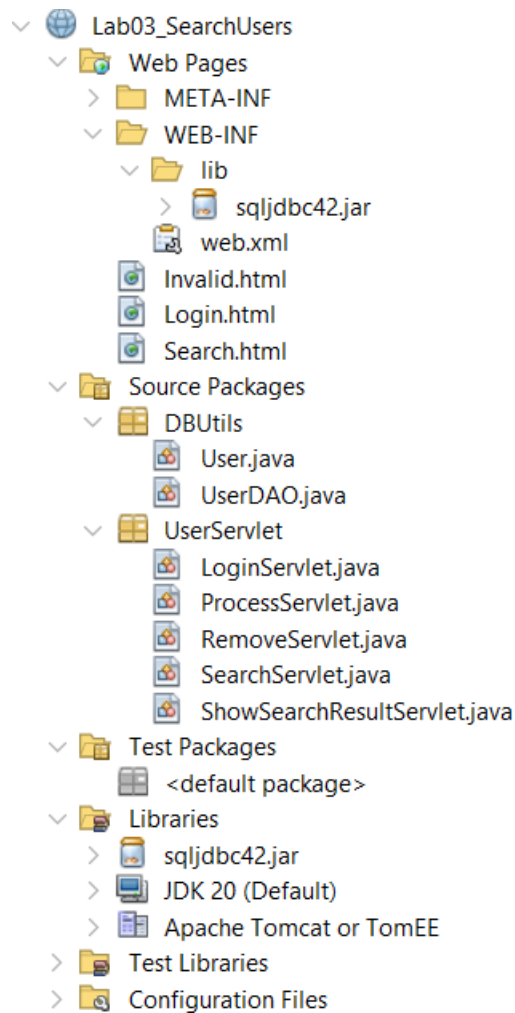 Lab03_SearchUsers
Web Pages
META-INF
WEB-INF
lib
sqljdbc42.jar
web.xml
Invalid.html
Login.html
Search.html
Source Packages
DBUtils
User.java
UserDAO.java
UserServlet
LoginServlet.java
ProcessServlet.java
RemoveServlet.java
SearchServlet.java
ShowSearchResultServlet.java
Test Packages
<default package>
Libraries
sqljdbc42.jar
JDK 20 (Default)
Apache Tomcat or TomEE
Test Libraries
Configuration Files